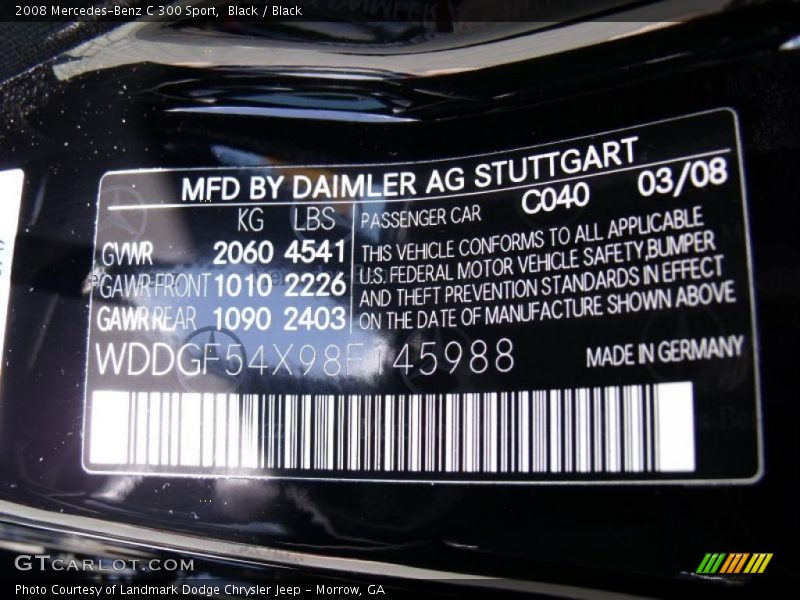 2008 Mercedes-Benz C 300 Sport, Black / Black
MFD BY DAIMLER AG STUTTGART
C040 03/08
KG LBS
GVWR 2060 4541
GAWR FRONT 1010 2226
GAWR REAR 1090 2403
PASSENGER CAR
THIS VEHICLE CONFORMS TO ALL APPLICABLE
U.S. FEDERAL MOTOR VEHICLE SAFETY,BUMPER
AND THEFT PREVENTION STANDARDS IN EFFECT
ON THE DATE OF MANUFACTURE SHOWN ABOVE
WDDGF54X98F145988
MADE IN GERMANY
GTCARLOT.COM
Photo Courtesy of Landmark Dodge Chrysler Jeep - Morrow, GA